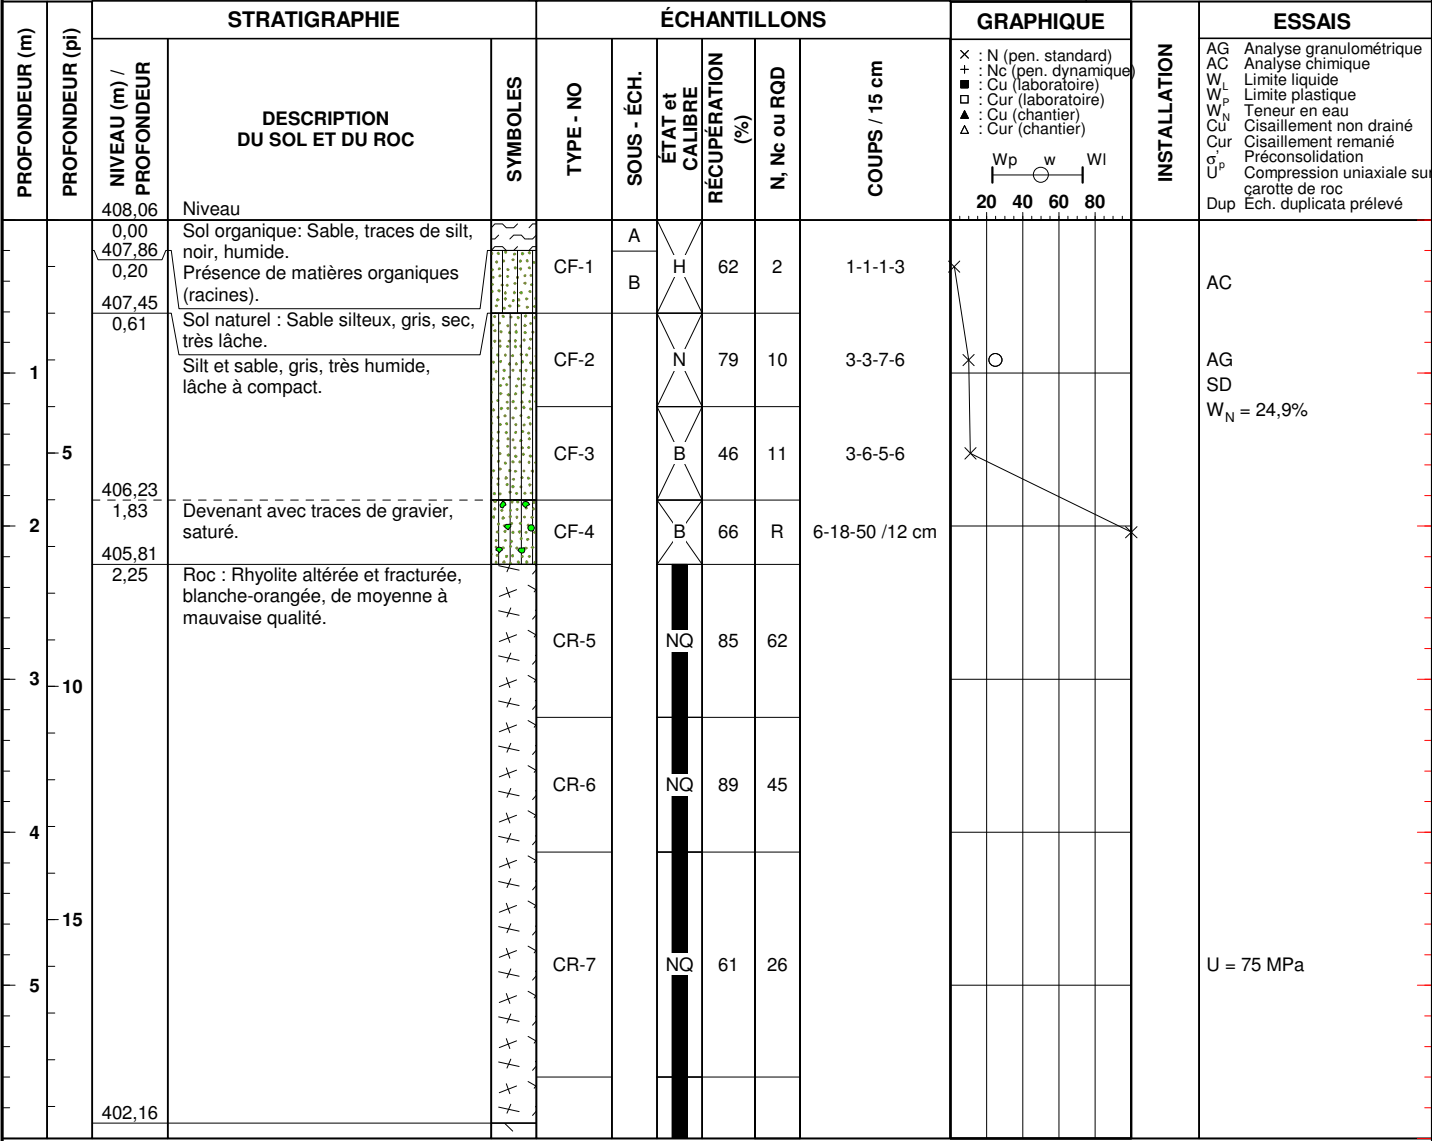 STRATIGRAPHIE
ÉCHANTILLONS
GRAPHIQUE
ESSAIS
PROFONDEUR (m)
PROFONDEUR (pi)
NIVEAU (m) /
PROFONDEUR
DESCRIPTION
DU SOL ET DU ROC
SYMBOLES
TYPE - NO
SOUS - ÉCH.
ÉTAT et
CALIBRE
RÉCUPÉRATION
(%)
N, Nc ou RQD
COUPS / 15 cm
× : N (pen. standard)
+ : Nc (pen. dynamique)
■ : Cu (laboratoire)
□ : Cur (laboratoire)
▲ : Cu (chantier)
△ : Cur (chantier)
Wp w Wl
20 40 60 80
INSTALLATION
AG Analyse granulométrique
AC Analyse chimique
W_L Limite liquide
W_P Limite plastique
W_N Teneur en eau
Cu Cisaillement non drainé
Cur Cisaillement remanié
σ'_p Préconsolidation
U Compression uniaxiale sur
carotte de roc
Dup Éch. duplicata prélevé
408,06 Niveau
0,00
407,86
Sol organique: Sable, traces de silt,
noir, humide.
Présence de matières organiques
(racines).
0,20
407,45
Sol naturel : Sable silteux, gris, sec,
très lâche.
0,61
Silt et sable, gris, très humide,
lâche à compact.
406,23
1,83
Devenant avec traces de gravier,
saturé.
405,81
2,25
Roc : Rhyolite altérée et fracturée,
blanche-orangée, de moyenne à
mauvaise qualité.
402,16
1
2
3
4
5
5
10
15
CF-1 A B H 62 2 1-1-1-3 AC
CF-2 N 79 10 3-3-7-6 AG
SD
W_N = 24,9%
CF-3 B 46 11 3-6-5-6
CF-4 B 66 R 6-18-50 /12 cm
CR-5 NQ 85 62
CR-6 NQ 89 45
CR-7 NQ 61 26 U = 75 MPa